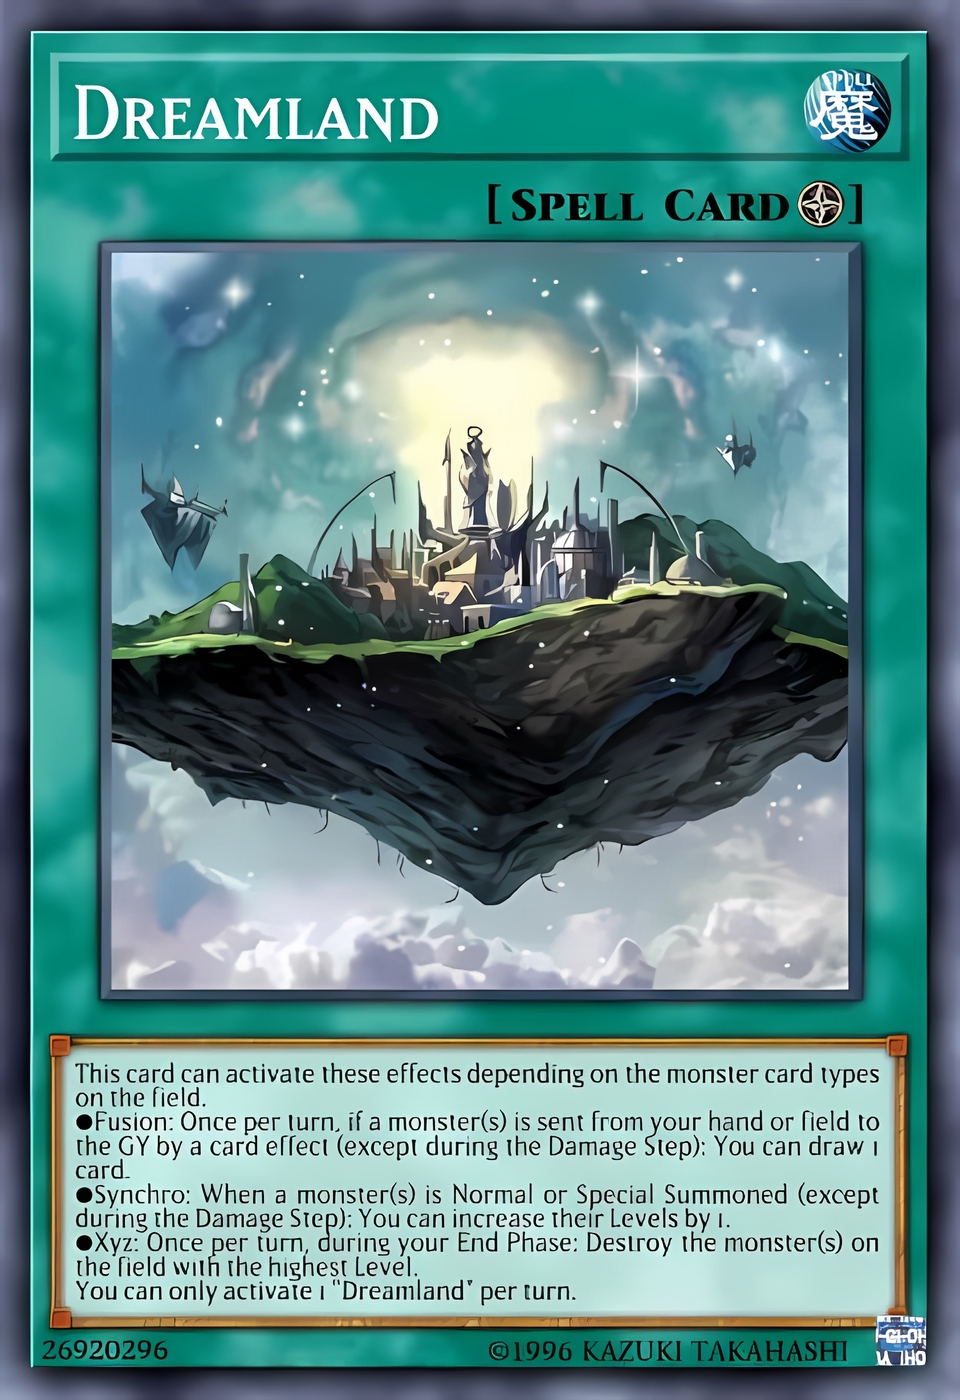 Dreamland
魔
[Spell Card]
This card can activate these effects depending on the monster card types
on the field.
●Fusion: Once per turn, if a monster(s) is sent from your hand or field to
the GY by a card effect (except during the Damage Step): You can draw 1
card.
●Synchro: When a monster(s) is Normal or Special Summoned (except
during the Damage Step): You can increase their Levels by 1.
●Xyz: Once per turn, during your End Phase: Destroy the monster(s) on
the field with the highest Level.
You can only activate 1 "Dreamland" per turn.
26920296
©1996 KAZUKI TAKAHASHI